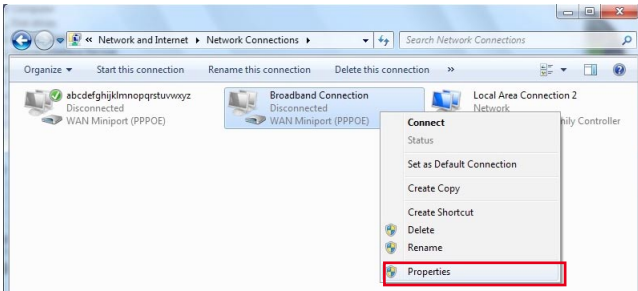 « Network and Internet ▸ Network Connections ▸
Search Network Connections
Organize ▾ Start this connection Rename this connection Delete this connection »
abcdefghijklmnopqrstuvwxyz
Disconnected
WAN Miniport (PPPOE)
Broadband Connection
Disconnected
WAN Miniport (PPPOE)
Local Area Connection 2
Network
Controller
Connect
Status
Set as Default Connection
Create Copy
Create Shortcut
Delete
Rename
Properties